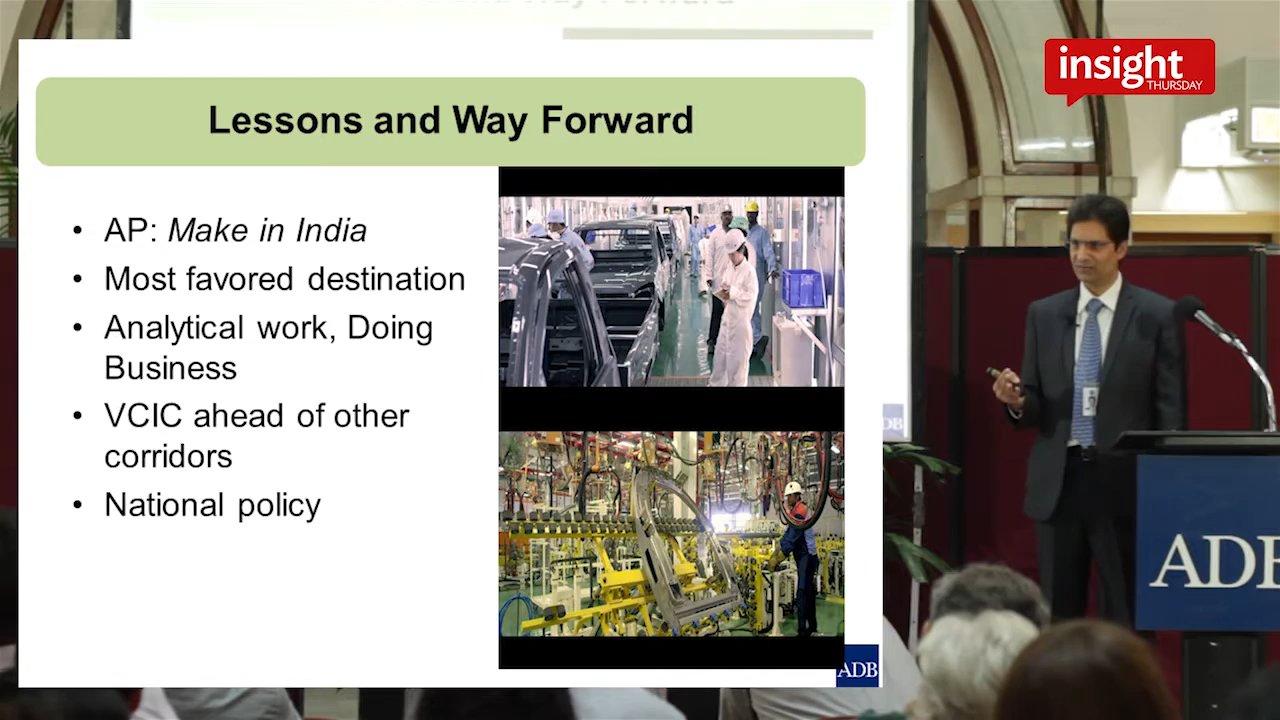 insight
THURSDAY
Lessons and Way Forward
• AP: Make in India
• Most favored destination
• Analytical work, Doing
Business
• VCIC ahead of other
corridors
• National policy
ADB
DB
ADB